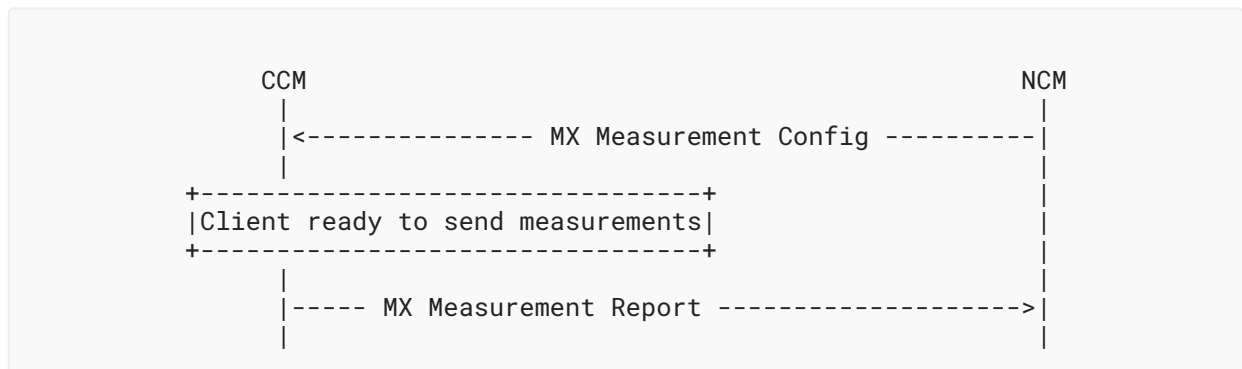 CCM NCM
| |
|<--------------- MX Measurement Config ----------|
| |
+---------------------------------+ |
|Client ready to send measurements| |
+---------------------------------+ |
| |
|----- MX Measurement Report -------------------->|
| |